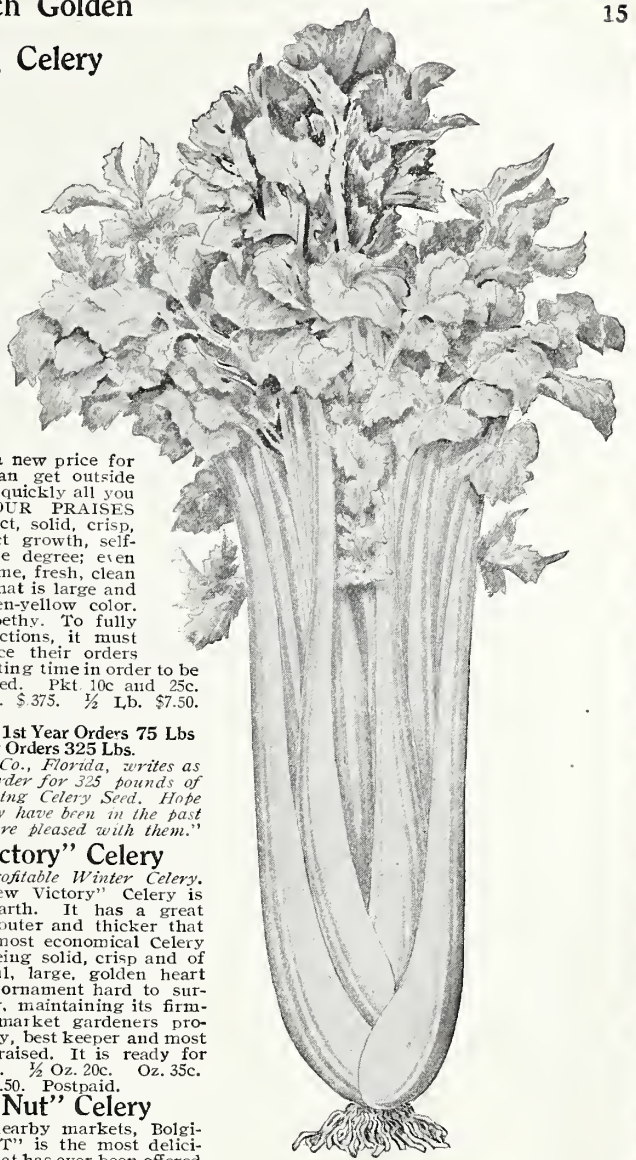 ch Golden
15
Celery
new price for
an get outside
quickly all you
OUR PRAISES
ct, solid, crisp,
ct growth, self-
e degree; even
me, fresh, clean
hat is large and
en-yellow color.
pethy. To fully
ctions, it must
ce their orders
ting time in order to be
ed. Pkt. 10c and 25c.
. $ 375. ½ Lb. $7.50.
1st Year Orders 75 Lbs
Orders 325 Lbs.
Co., Florida, writes as
rder for 325 pounds of
ing Celery Seed. Hope
y have been in the past
re pleased with them."
ctory" Celery
ofitable Winter Celery.
ew Victory" Celery is
arth. It has a great
outer and thicker that
most economical Celery
eing solid, crisp and of
l, large, golden heart
ornament hard to sur-
, maintaining its firm-
market gardeners pro-
y, best keeper and most
raised. It is ready for
. ½ Oz. 20c. Oz. 35c.
.50. Postpaid.
Nut" Celery
nearby markets, Bolgi-
T" is the most delici-
at has ever been offered